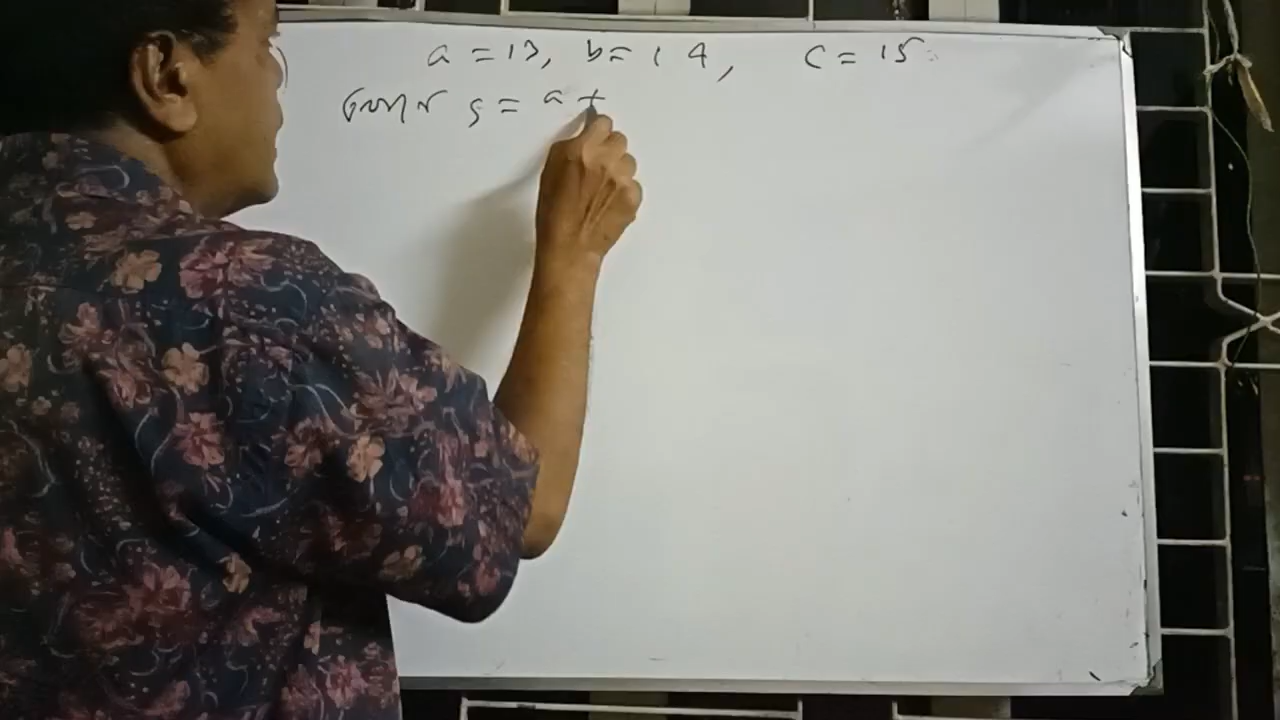 a = 13, b = 14, c = 15
s = a +